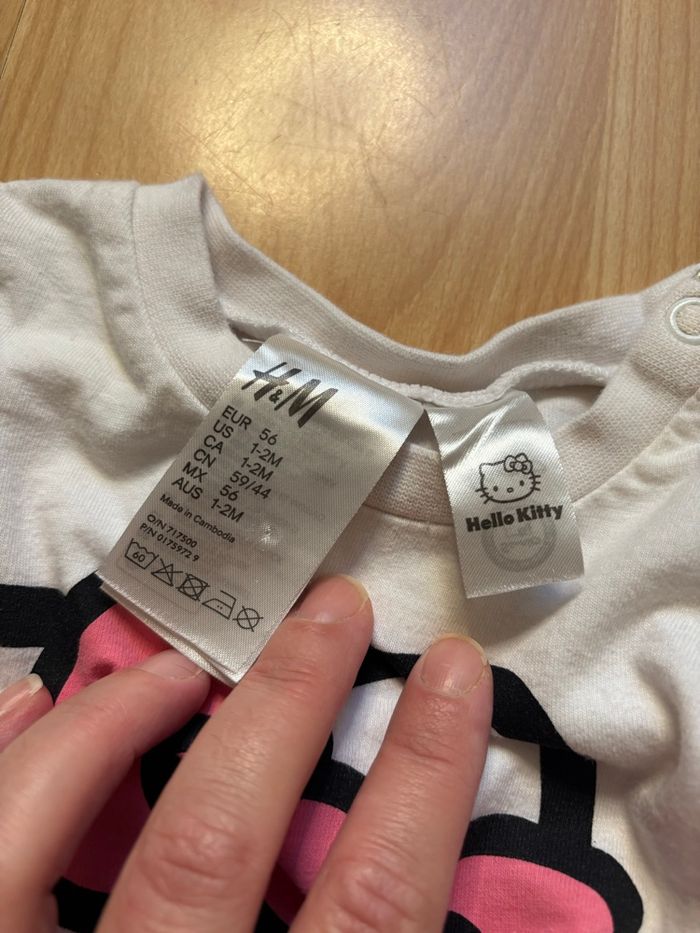 H&M
EUR 56
US 1-2M
CA 1-2M
CN 59/44
MX 56
AUS 1-2M
Made in Cambodia
O/N 717500
P/N 0175972 9
60
Hello Kitty